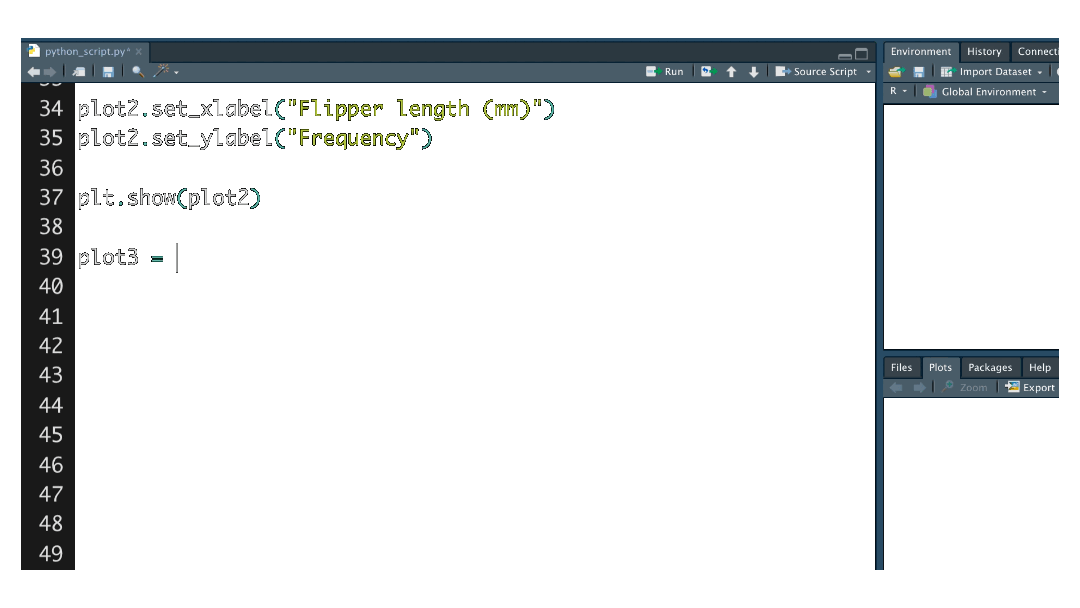 python_script.py* ×
Run
Source Script
34 plot2.set_xlabel("Flipper length (mm)")
35 plot2.set_ylabel("Frequency")
36
37 plt.show(plot2)
38
39 plot3 =
40
41
42
43
44
45
46
47
48
49
Environment History Connecti
Import Dataset
R Global Environment
Files Plots Packages Help
Zoom Export